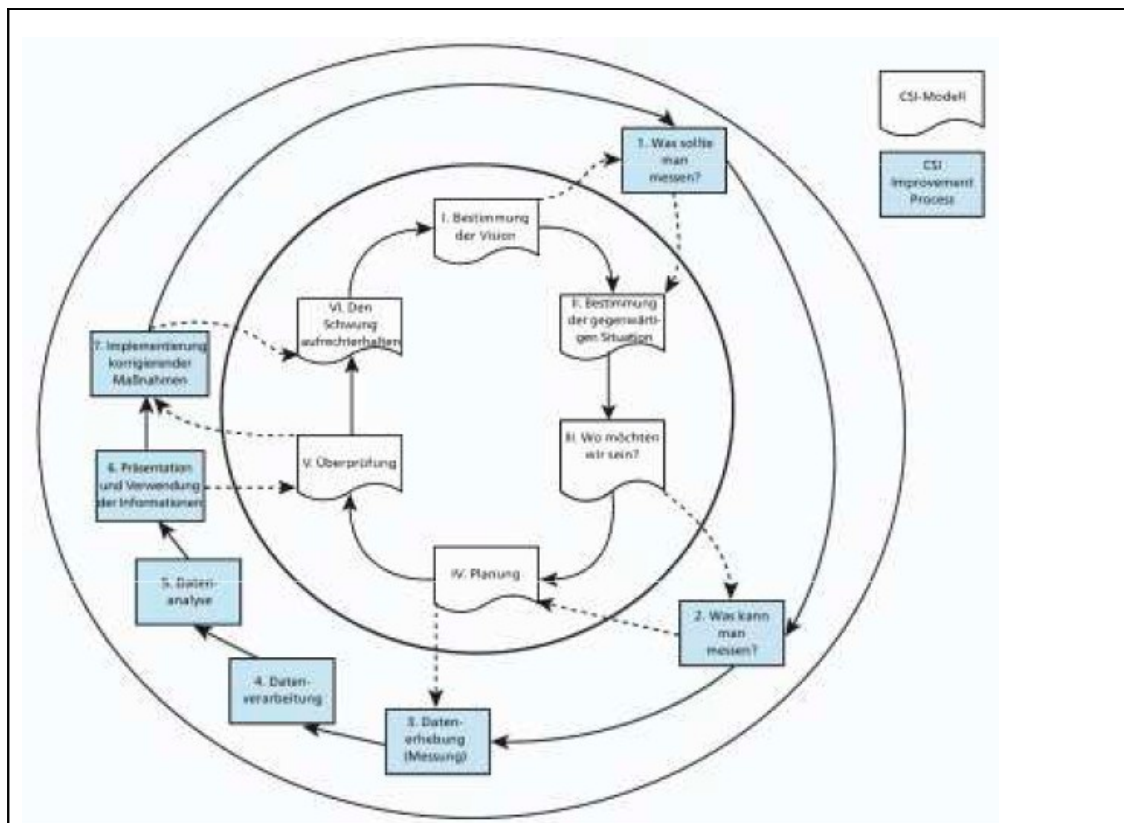 CSI-Modell
CSI
Improvement
Process
1. Was sollte
man
messen?
I. Bestimmung
der Vision
II. Bestimmung
der gegenwärti-
gen Situation
III. Wo möchten
wir sein?
IV. Planung
V. Überprüfung
VI. Den
Schwung
aufrechterhalten
2. Was kann
man
messen?
3. Daten-
erhebung
(Messung)
4. Daten-
verarbeitung
5. Daten-
analyse
6. Präsentation
und Verwendung
der Informationen
7. Implementierung
korrigierender
Maßnahmen